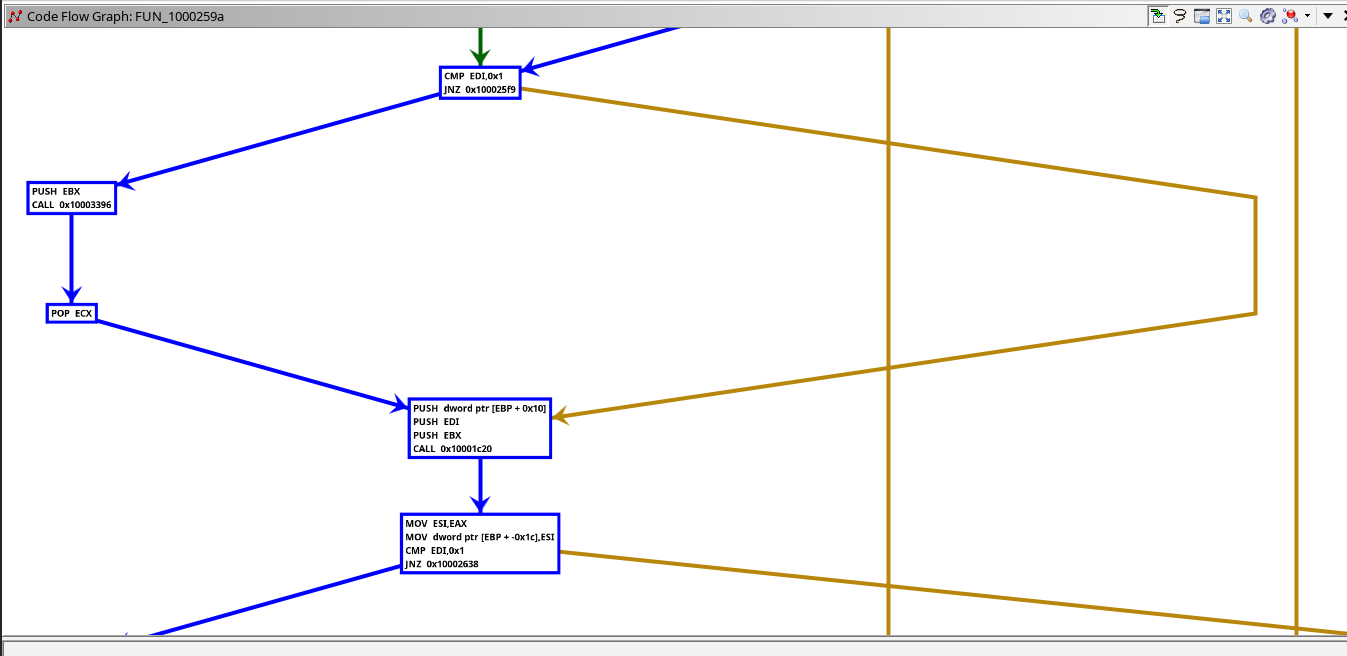 Code Flow Graph: FUN_1000259a
CMP EDI,0x1
JNZ 0x100025f9
PUSH EBX
CALL 0x10003396
POP ECX
PUSH dword ptr [EBP + 0x10]
PUSH EDI
PUSH EBX
CALL 0x10001c20
MOV ESI,EAX
MOV dword ptr [EBP + -0x1c],ESI
CMP EDI,0x1
JNZ 0x10002638